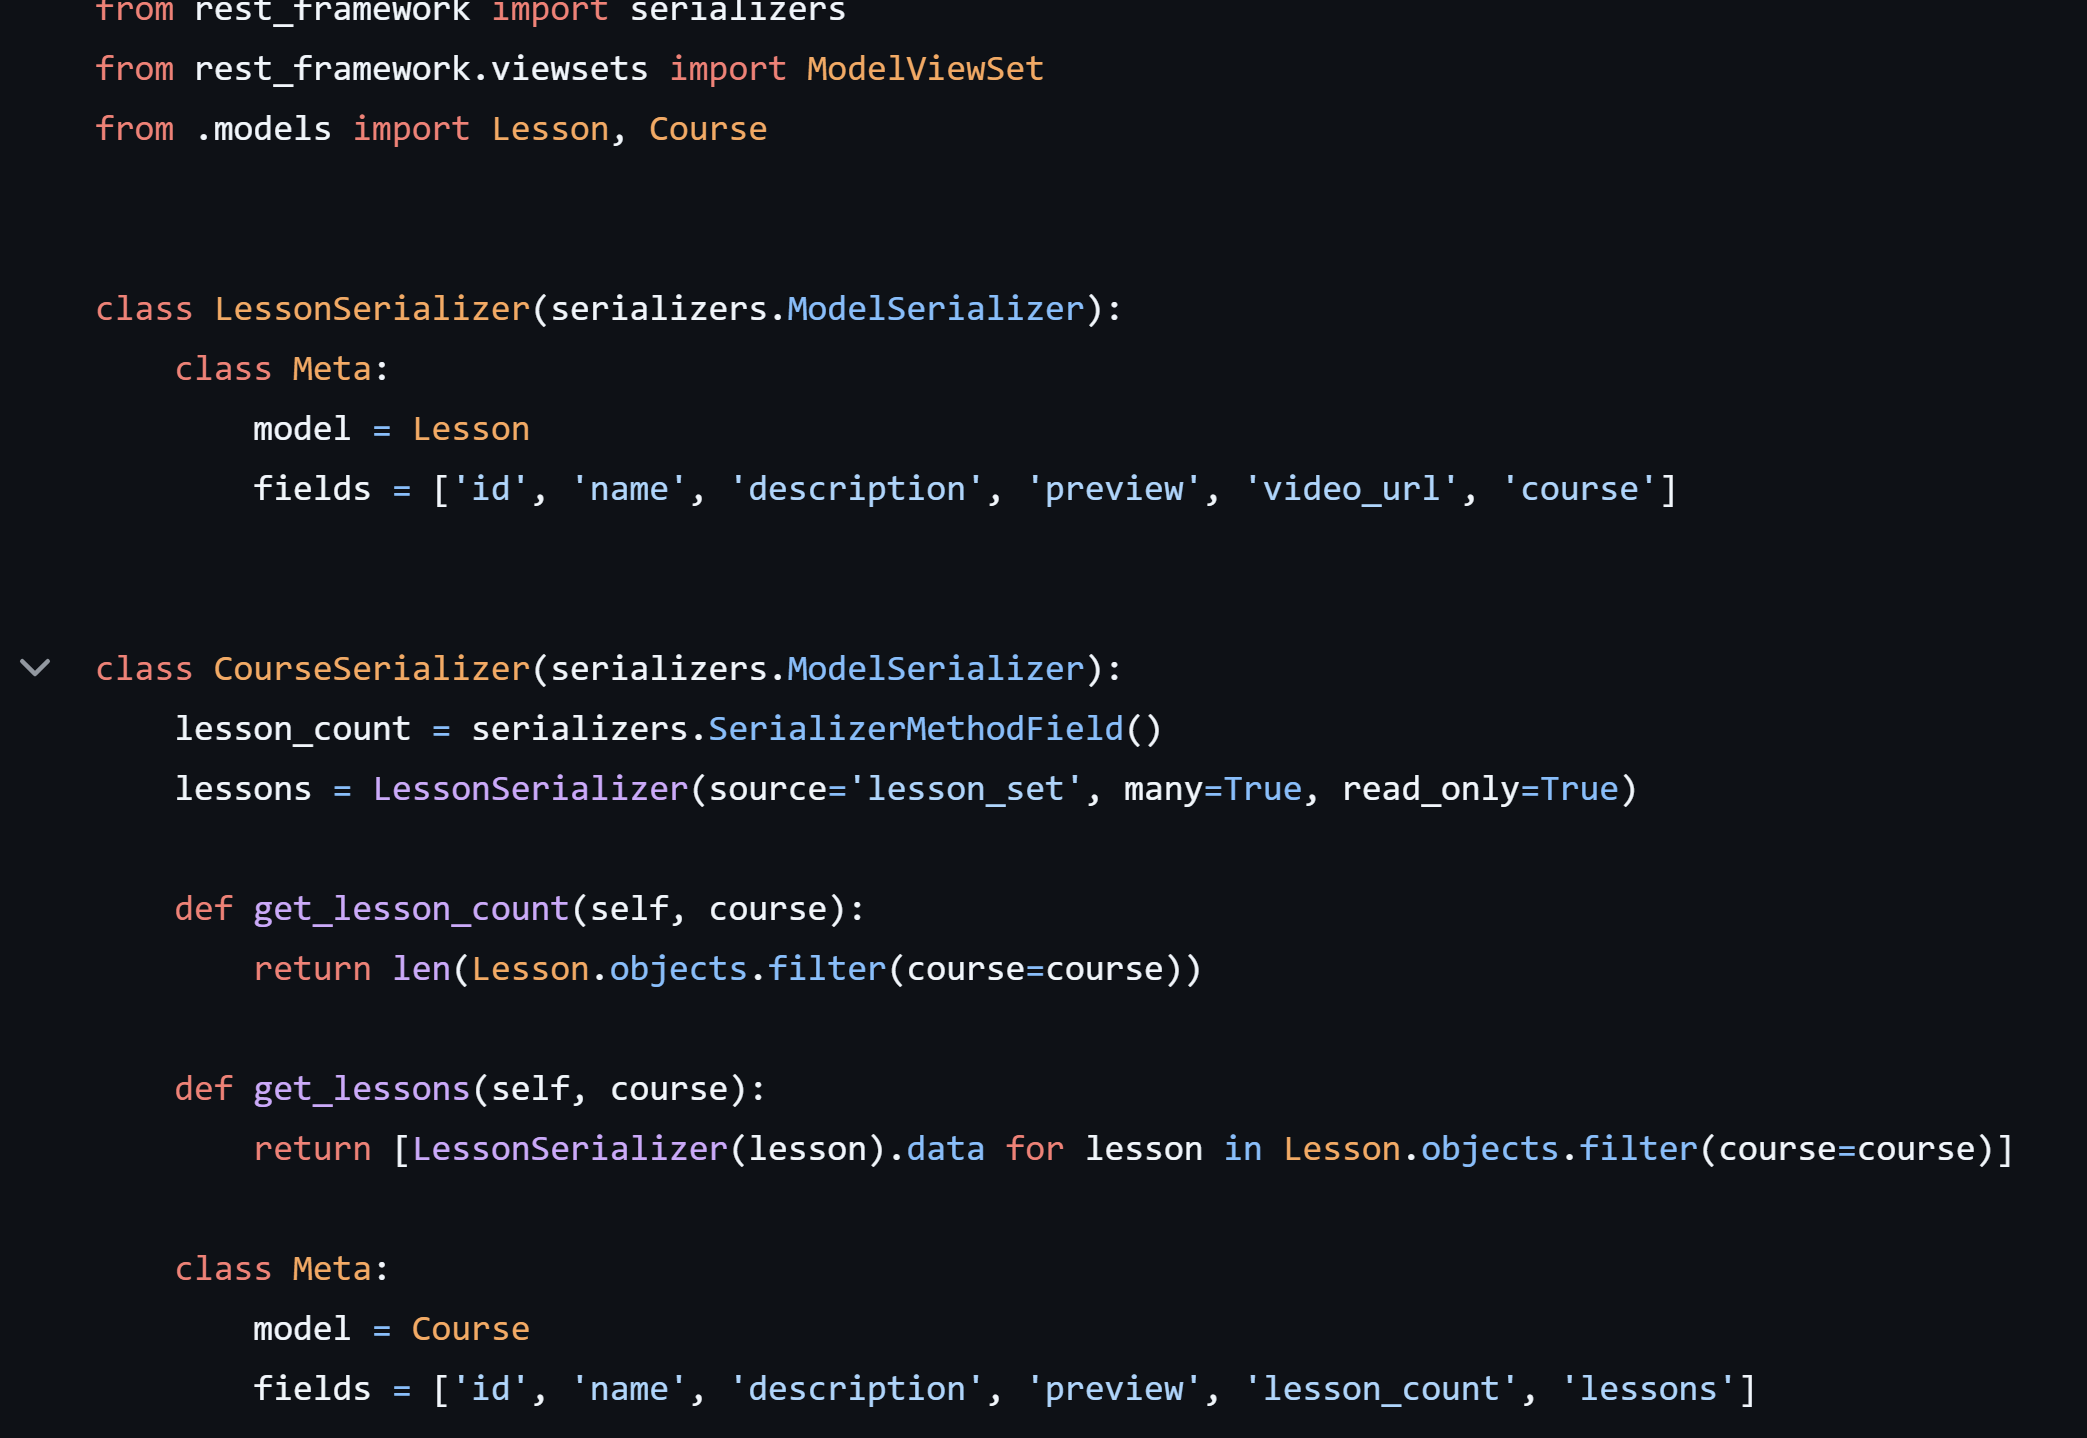 from rest_framework import serializers
from rest_framework.viewsets import ModelViewSet
from .models import Lesson, Course
class LessonSerializer(serializers.ModelSerializer):
    class Meta:
        model = Lesson
        fields = ['id', 'name', 'description', 'preview', 'video_url', 'course']
class CourseSerializer(serializers.ModelSerializer):
    lesson_count = serializers.SerializerMethodField()
    lessons = LessonSerializer(source='lesson_set', many=True, read_only=True)
    def get_lesson_count(self, course):
        return len(Lesson.objects.filter(course=course))
    def get_lessons(self, course):
        return [LessonSerializer(lesson).data for lesson in Lesson.objects.filter(course=course)]
    class Meta:
        model = Course
        fields = ['id', 'name', 'description', 'preview', 'lesson_count', 'lessons']